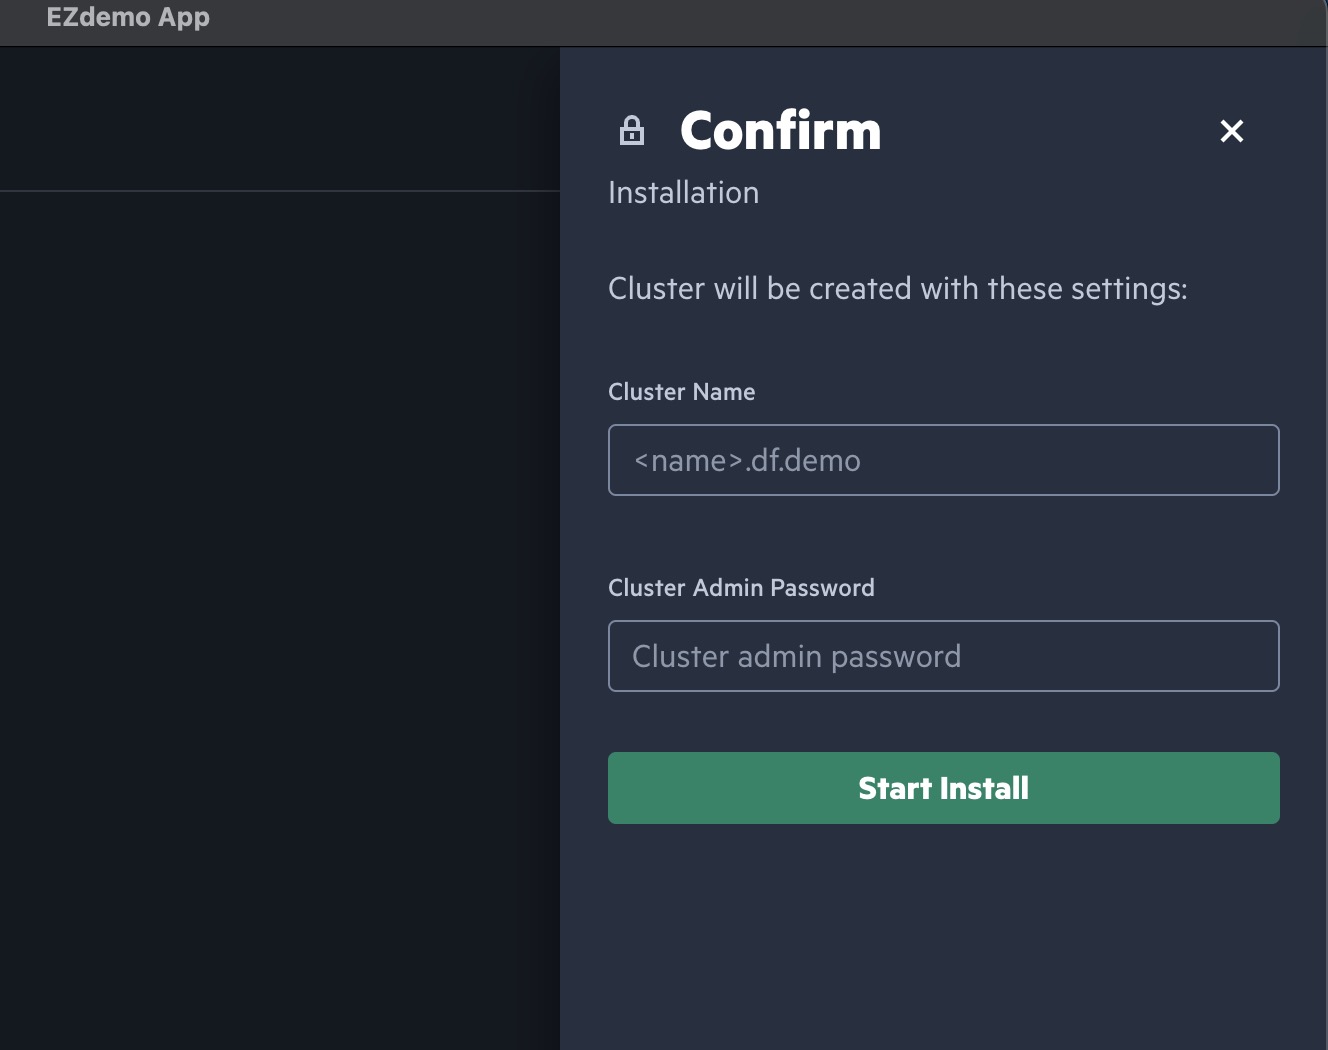 EZdemo App
Confirm
Installation
Cluster will be created with these settings:
Cluster Name
<name>.df.demo
Cluster Admin Password
Cluster admin password
Start Install